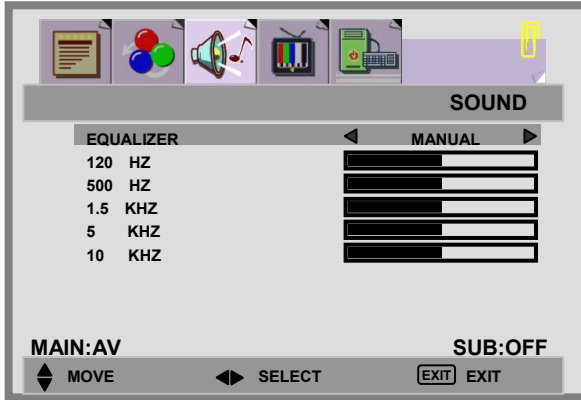 SOUND
EQUALIZER MANUAL
120 HZ
500 HZ
1.5 KHZ
5 KHZ
10 KHZ
MAIN:AV SUB:OFF
MOVE SELECT EXIT EXIT